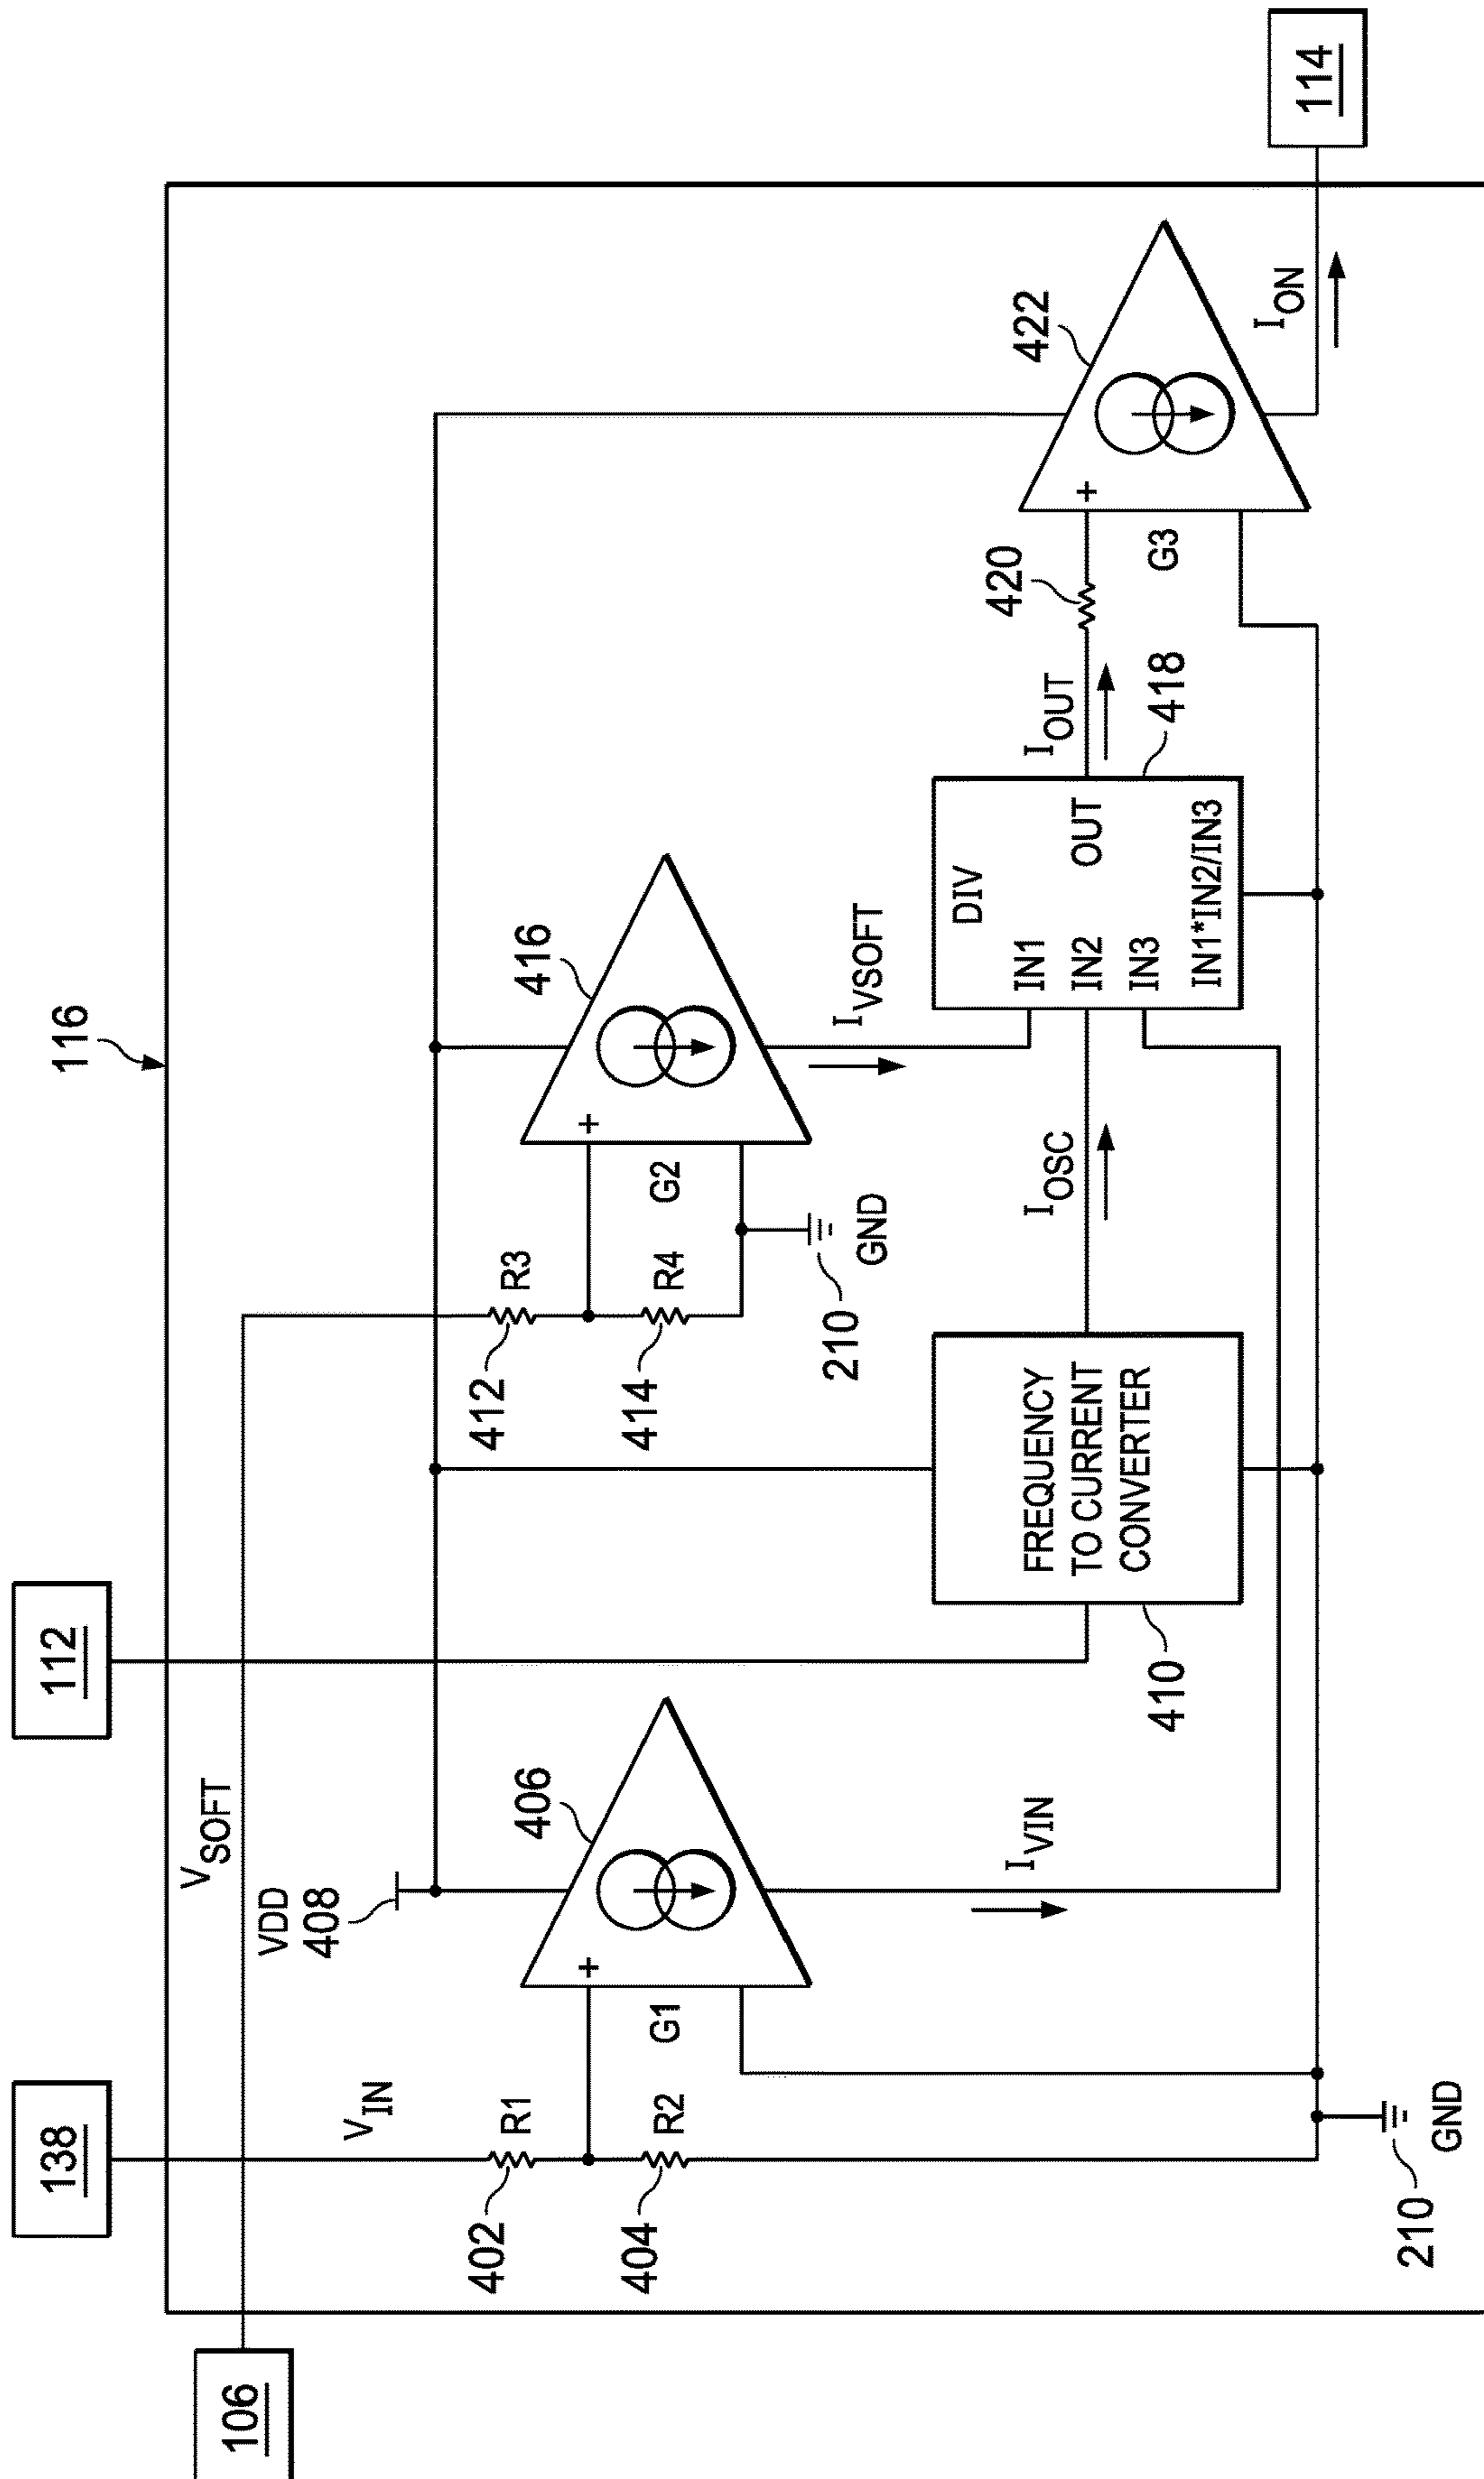 116
138
112
106
114
V_SOFT
V_IN
VDD
408
406
416
422
402
R1
404
R2
G1
412
R3
414
R4
G2
210
GND
I_VIN
I_VSOFT
FREQUENCY
TO CURRENT
CONVERTER
410
I_OSC
DIV
IN1
IN2 OUT
IN3
IN1*IN2/IN3
418
I_OUT
420
G3
I_ON
210
GND
+
+
+